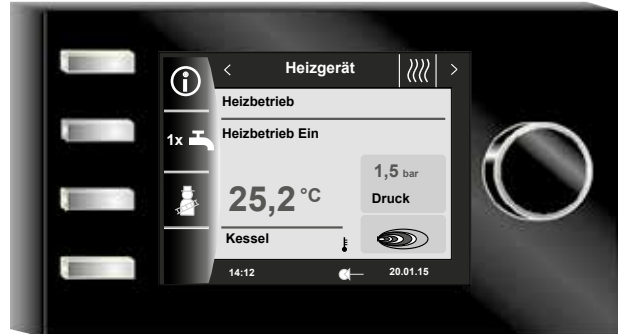 Heizgerät
Heizbetrieb
1x
Heizbetrieb Ein
1,5 bar
Druck
25,2 °C
Kessel
14:12
20.01.15